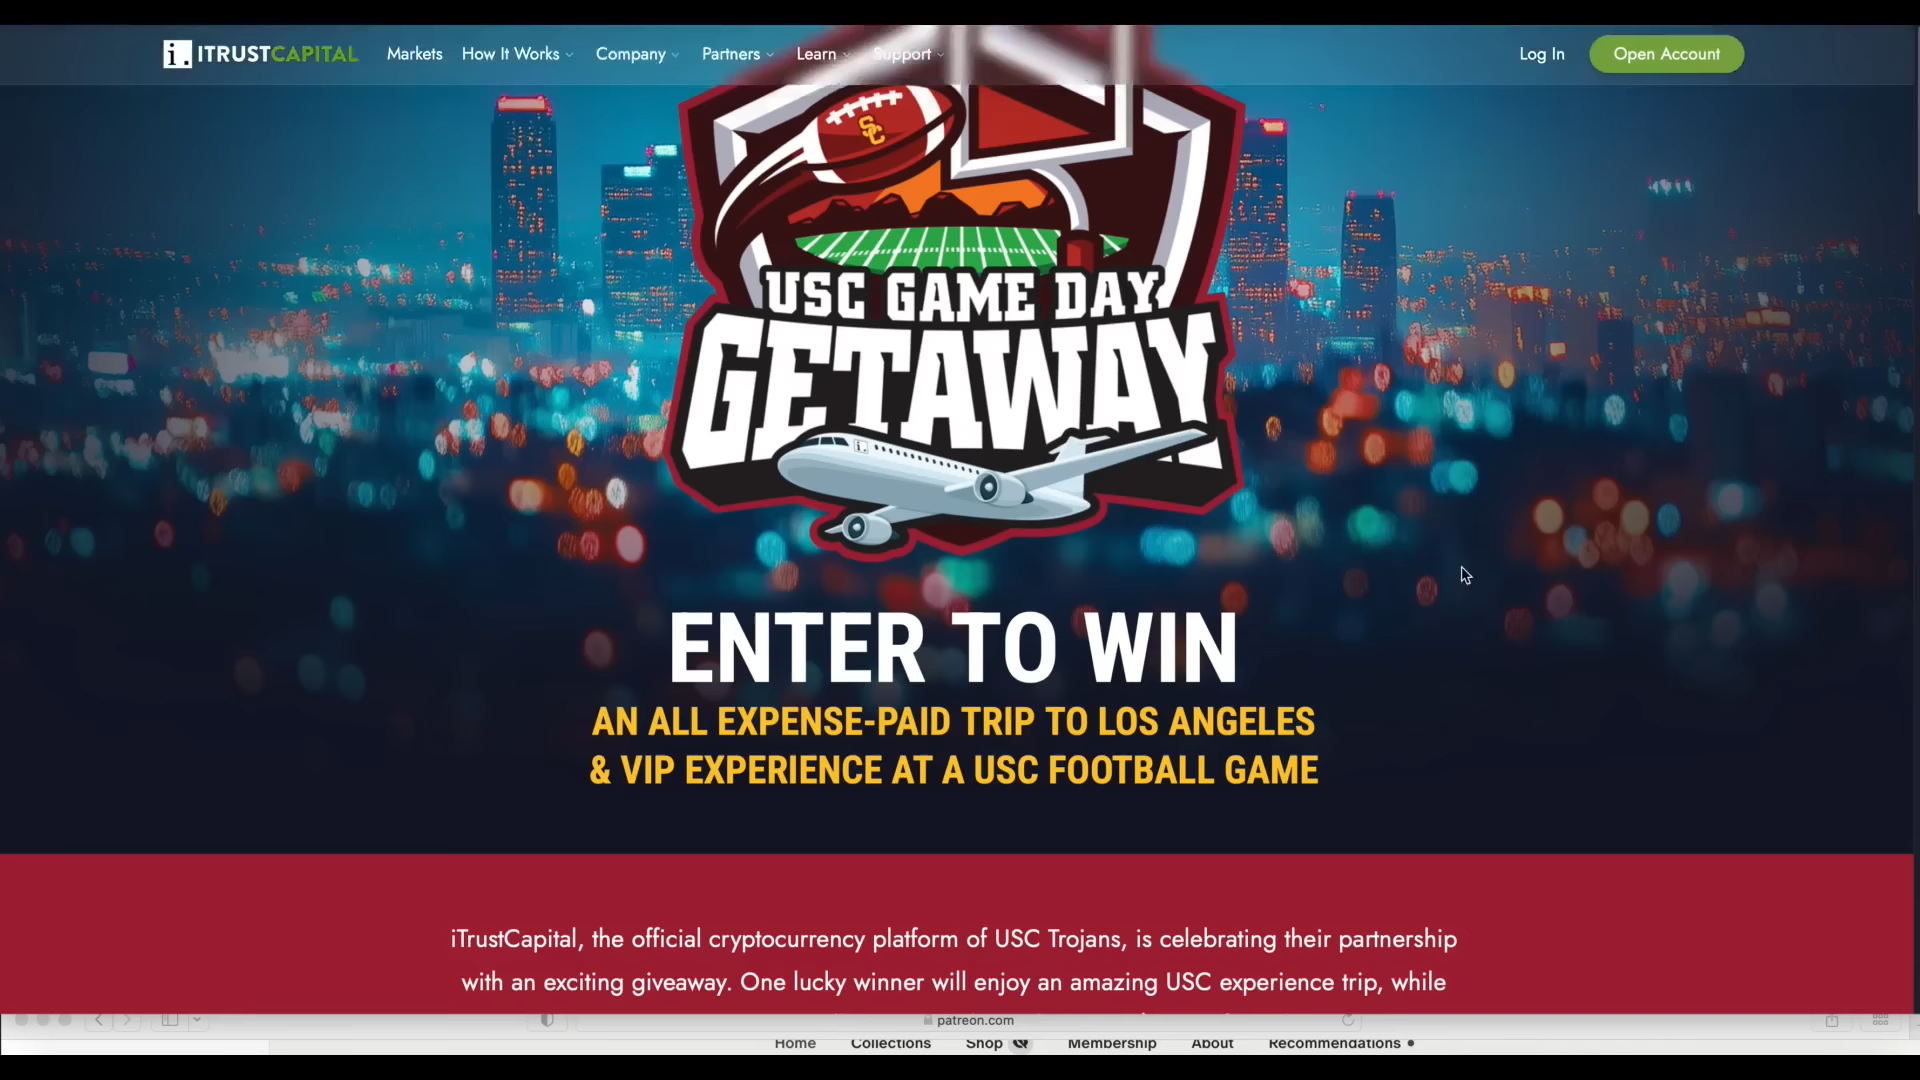 i. ITRUSTCAPITAL Markets How It Works Company Partners Learn Support Log In Open Account
SC
USC GAME DAY
GETAWAY
i.
ENTER TO WIN
AN ALL EXPENSE-PAID TRIP TO LOS ANGELES
& VIP EXPERIENCE AT A USC FOOTBALL GAME
iTrustCapital, the official cryptocurrency platform of USC Trojans, is celebrating their partnership
with an exciting giveaway. One lucky winner will enjoy an amazing USC experience trip, while
patreon.com
Home Collections Shop Membership About Recommendations